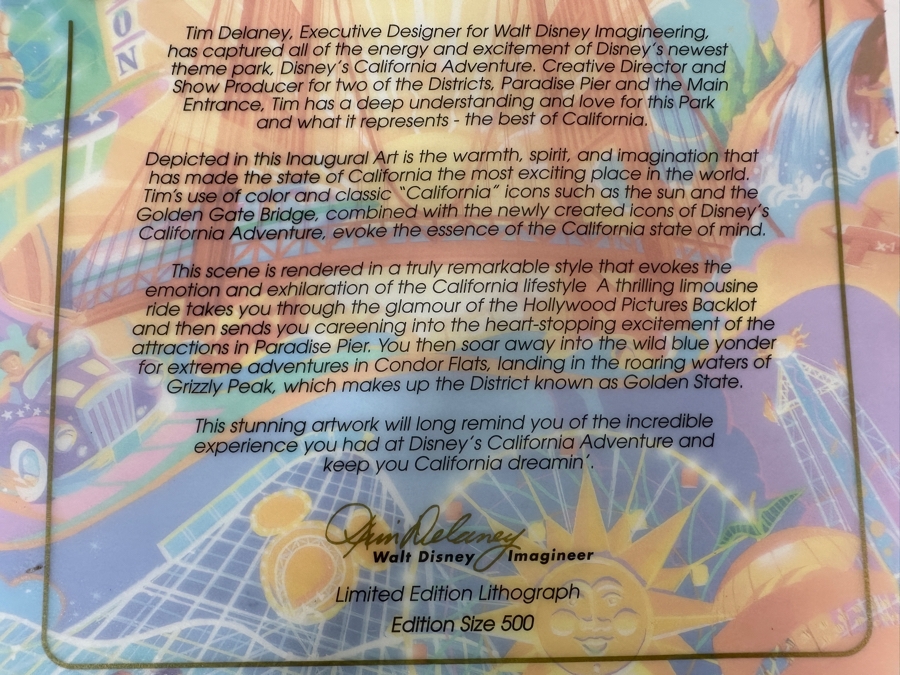 ON
Tim Delaney, Executive Designer for Walt Disney Imagineering,
has captured all of the energy and excitement of Disney's newest
theme park, Disney's California Adventure. Creative Director and
Show Producer for two of the Districts, Paradise Pier and the Main
Entrance, Tim has a deep understanding and love for this Park
and what it represents - the best of California.
Depicted in this Inaugural Art is the warmth, spirit, and imagination that
has made the state of California the most exciting place in the world.
Tim's use of color and classic "California" icons such as the sun and the
Golden Gate Bridge, combined with the newly created icons of Disney's
California Adventure, evoke the essence of the California state of mind.
This scene is rendered in a truly remarkable style that evokes the
emotion and exhilaration of the California lifestyle A thrilling limousine
ride takes you through the glamour of the Hollywood Pictures Backlot
and then sends you careening into the heart-stopping excitement of the
attractions in Paradise Pier. You then soar away into the wild blue yonder
for extreme adventures in Condor Flats, landing in the roaring waters of
Grizzly Peak, which makes up the District known as Golden State.
This stunning artwork will long remind you of the incredible
experience you had at Disney's California Adventure and
keep you California dreamin'.
Tim Delaney
Walt Disney Imagineer
Limited Edition Lithograph
Edition Size 500